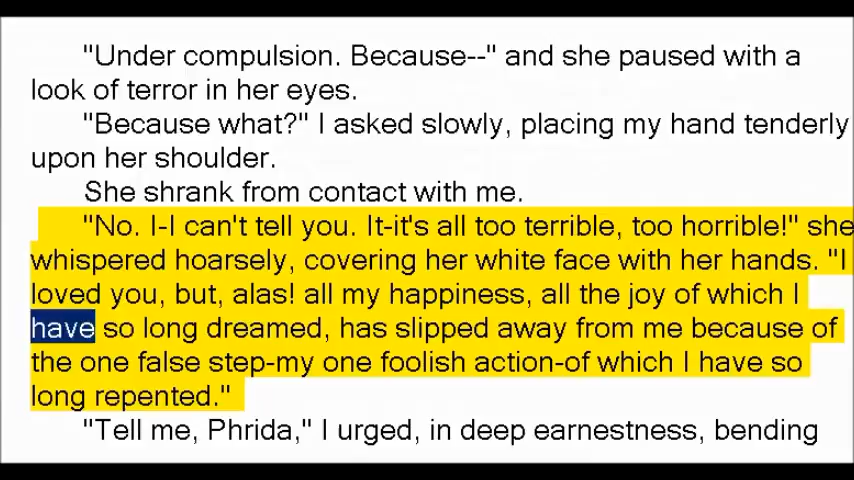 "Under compulsion. Because--" and she paused with a
look of terror in her eyes.
"Because what?" I asked slowly, placing my hand tenderly
upon her shoulder.
She shrank from contact with me.
"No. I-I can't tell you. It-it's all too terrible, too horrible!" she
whispered hoarsely, covering her white face with her hands. "I
loved you, but, alas! all my happiness, all the joy of which I
have so long dreamed, has slipped away from me because of
the one false step-my one foolish action-of which I have so
long repented."
"Tell me, Phrida," I urged, in deep earnestness, bending